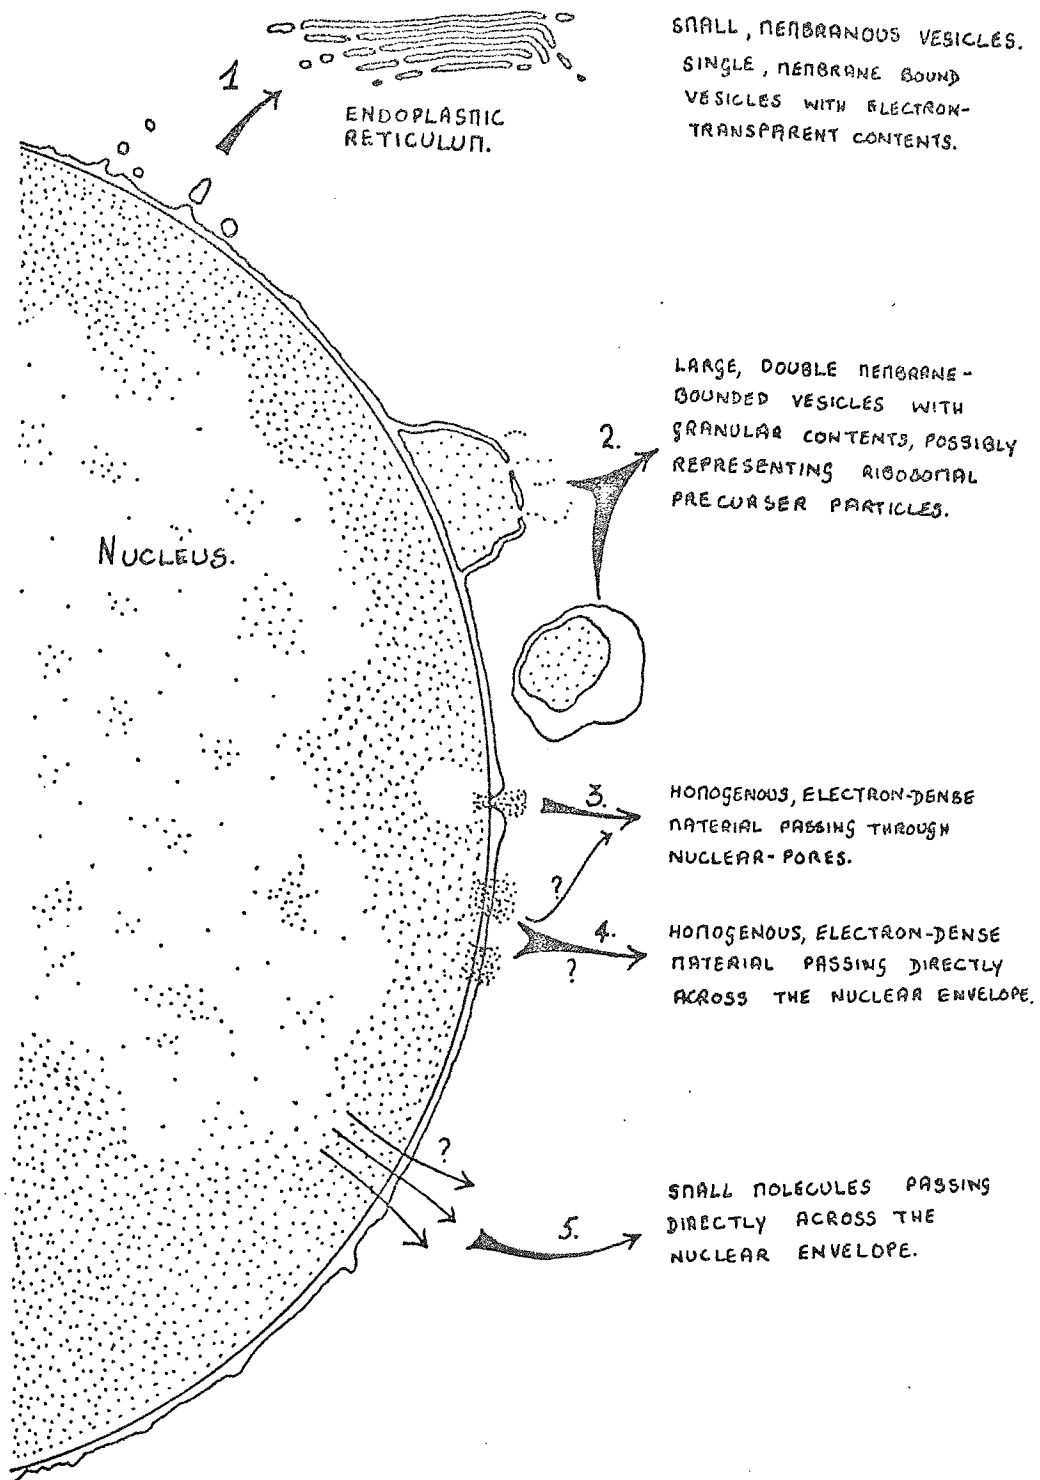 1
ENDOPLASMIC
RETICULUM.
SMALL, MEMBRANOUS VESICLES.
SINGLE, MEMBRANE BOUND
VESICLES WITH ELECTRON-
TRANSPARENT CONTENTS.
NUCLEUS.
2.
LARGE, DOUBLE MEMBRANE-
BOUNDED VESICLES WITH
GRANULAR CONTENTS, POSSIBLY
REPRESENTING RIBOSOMAL
PRECURSER PARTICLES.
3.
HOMOGENOUS, ELECTRON-DENSE
MATERIAL PASSING THROUGH
NUCLEAR-PORES.
?
4.
?
HOMOGENOUS, ELECTRON-DENSE
MATERIAL PASSING DIRECTLY
ACROSS THE NUCLEAR ENVELOPE.
?
5.
SMALL MOLECULES PASSING
DIRECTLY ACROSS THE
NUCLEAR ENVELOPE.